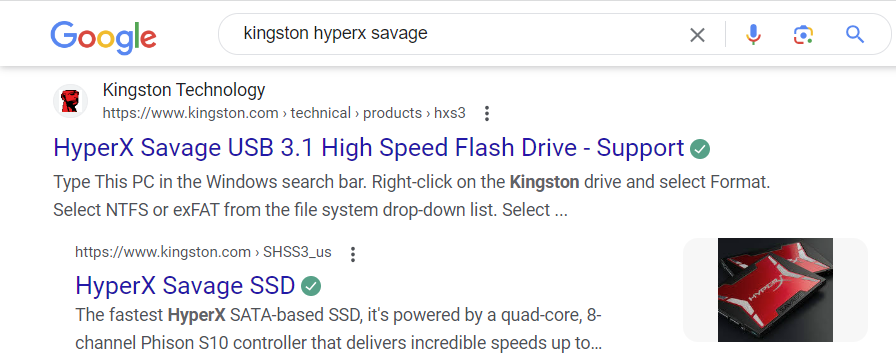 Google
kingston hyperx savage
Kingston Technology
https://www.kingston.com › technical › products › hxs3
HyperX Savage USB 3.1 High Speed Flash Drive - Support
Type This PC in the Windows search bar. Right-click on the Kingston drive and select Format.
Select NTFS or exFAT from the file system drop-down list. Select ...
https://www.kingston.com › SHSS3_us
HyperX Savage SSD
The fastest HyperX SATA-based SSD, it's powered by a quad-core, 8-
channel Phison S10 controller that delivers incredible speeds up to…
HYPERX